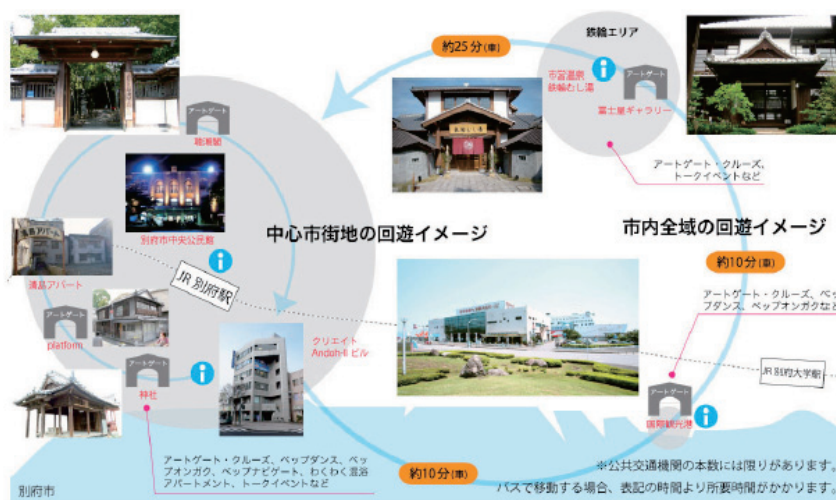 約25分(車)
鉄輪エリア
アートゲート
市営温泉
鉄輪むし湯
アートゲート
冨士屋ギャラリー
聴潮閣
アートゲート・クルーズ、
トークイベントなど
別府市中央公民館
中心市街地の回遊イメージ
市内全域の回遊イメージ
約10分(車)
清島アパート
JR 別府駅
アートゲート・クルーズ、ベッ
プダンス、ベップオンガクなど
アートゲート
platform
アートゲート
神社
クリエイト
Andoh-II ビル
JR 別府大学駅
アートゲート
国際観光港
アートゲート・クルーズ、ベップダンス、ベッ
プオンガク、ベップナビゲート、わくわく混浴
アパートメント、トークイベントなど
約10分(車)
※公共交通機関の本数には限りがあります。
バスで移動する場合、表記の時間より所要時間がかかります。
別府市